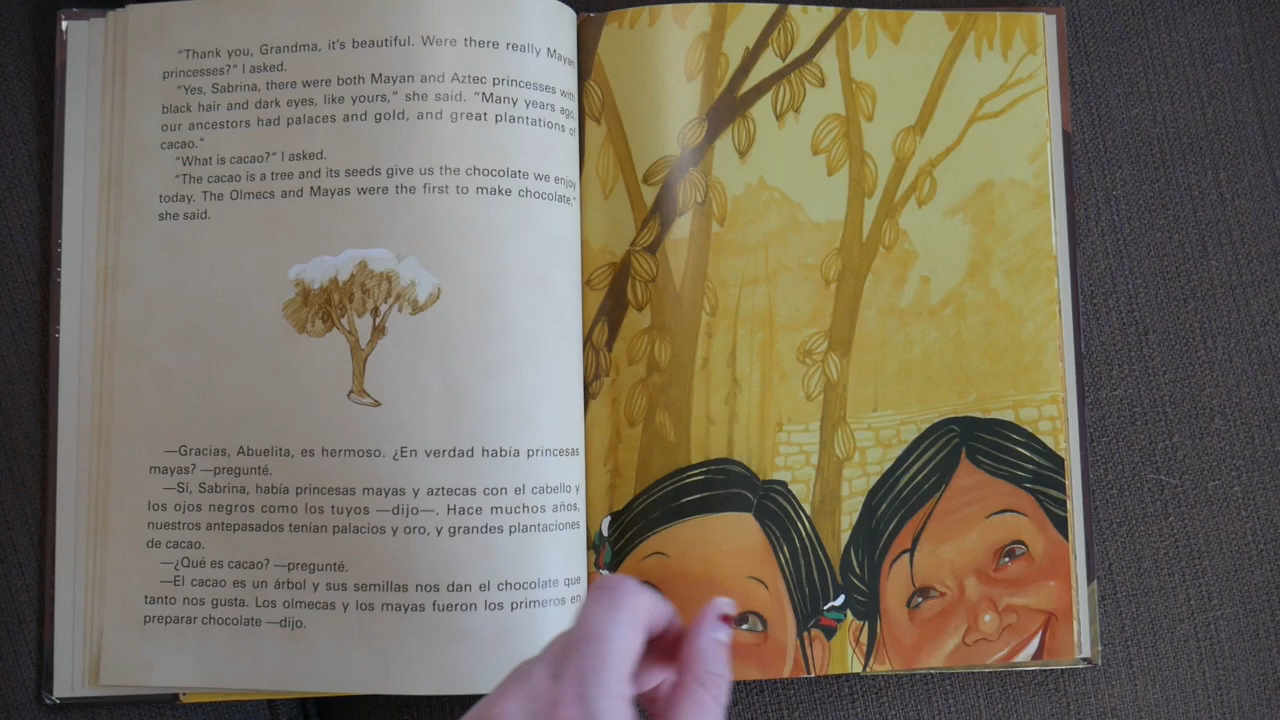 "Thank you, Grandma, it's beautiful. Were there really Mayan
princesses?" I asked.
"Yes, Sabrina, there were both Mayan and Aztec princesses with
black hair and dark eyes, like yours," she said. "Many years ago,
our ancestors had palaces and gold, and great plantations of
cacao."
"What is cacao?" I asked.
"The cacao is a tree and its seeds give us the chocolate we enjoy
today. The Olmecs and Mayas were the first to make chocolate,"
she said.
—Gracias, Abuelita, es hermoso. ¿En verdad había princesas
mayas? —pregunté.
—Sí, Sabrina, había princesas mayas y aztecas con el cabello y
los ojos negros como los tuyos —dijo—. Hace muchos años,
nuestros antepasados tenían palacios y oro, y grandes plantaciones
de cacao.
—¿Qué es cacao? —pregunté.
—El cacao es un árbol y sus semillas nos dan el chocolate que
tanto nos gusta. Los olmecas y los mayas fueron los primeros en
preparar chocolate —dijo.